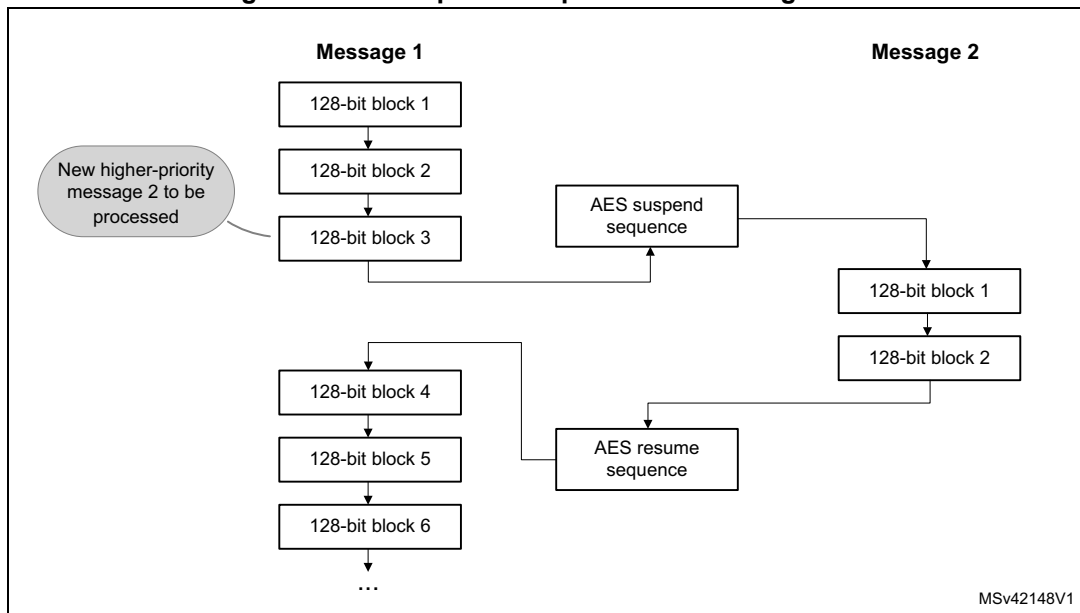 Message 1
Message 2
128-bit block 1
128-bit block 2
New higher-priority
message 2 to be
processed
128-bit block 3
AES suspend
sequence
128-bit block 1
128-bit block 2
AES resume
sequence
128-bit block 4
128-bit block 5
128-bit block 6
...
MSv42148V1